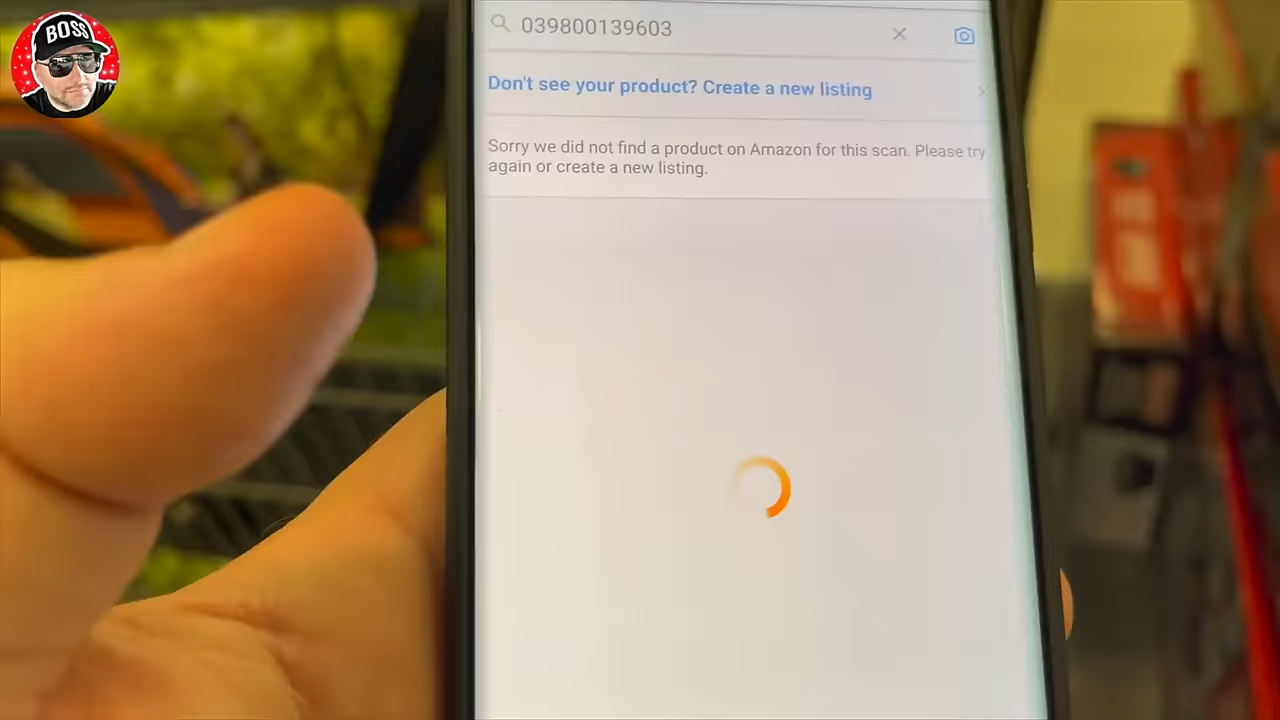 BOSS
039800139603
Don't see your product? Create a new listing
Sorry we did not find a product on Amazon for this scan. Please try
again or create a new listing.